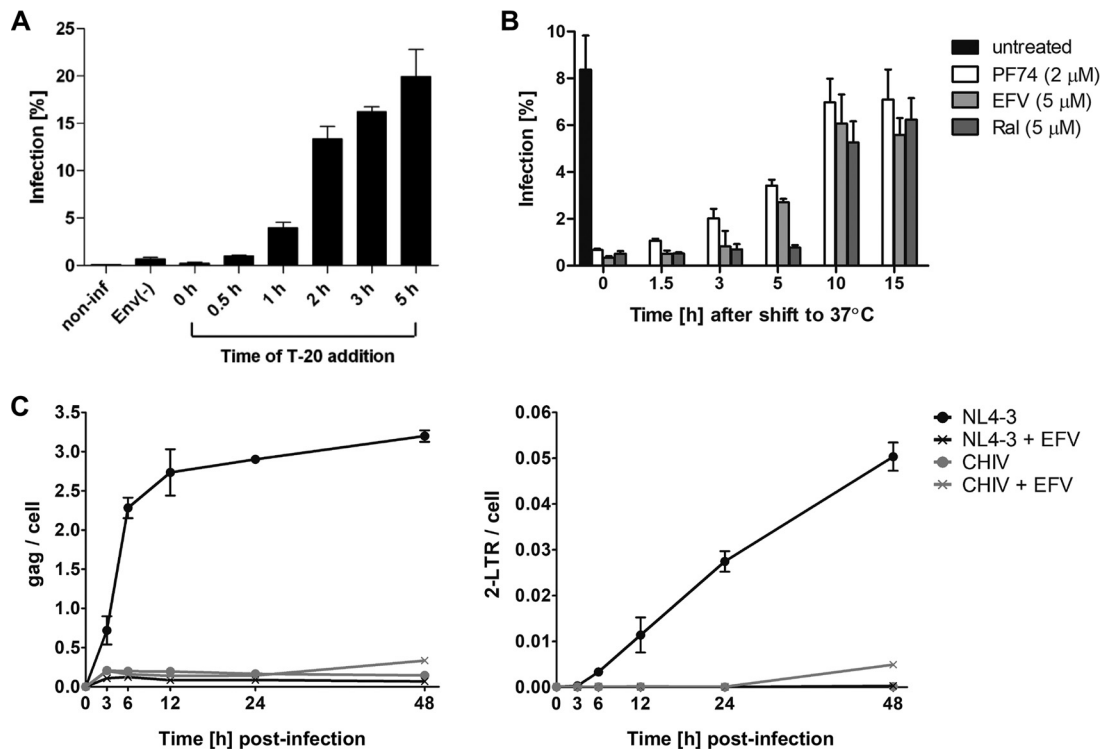 A
Infection [%]
25
20
15
10
5
0
non-inf
Env(-)
0 h
0.5 h
1 h
2 h
3 h
5 h
Time of T-20 addition
B
Infection [%]
10
8
6
4
2
0
0 1.5 3 5 10 15
Time [h] after shift to 37°C
untreated
PF74 (2 μM)
EFV (5 μM)
Ral (5 μM)
C
gag / cell
3.5
3.0
2.5
2.0
1.5
1.0
0.5
0.0
0 3 6 12 24 48
Time [h] post-infection
2-LTR / cell
0.06
0.05
0.04
0.03
0.02
0.01
0.00
0 3 6 12 24 48
Time [h] post-infection
NL4-3
NL4-3 + EFV
CHIV
CHIV + EFV